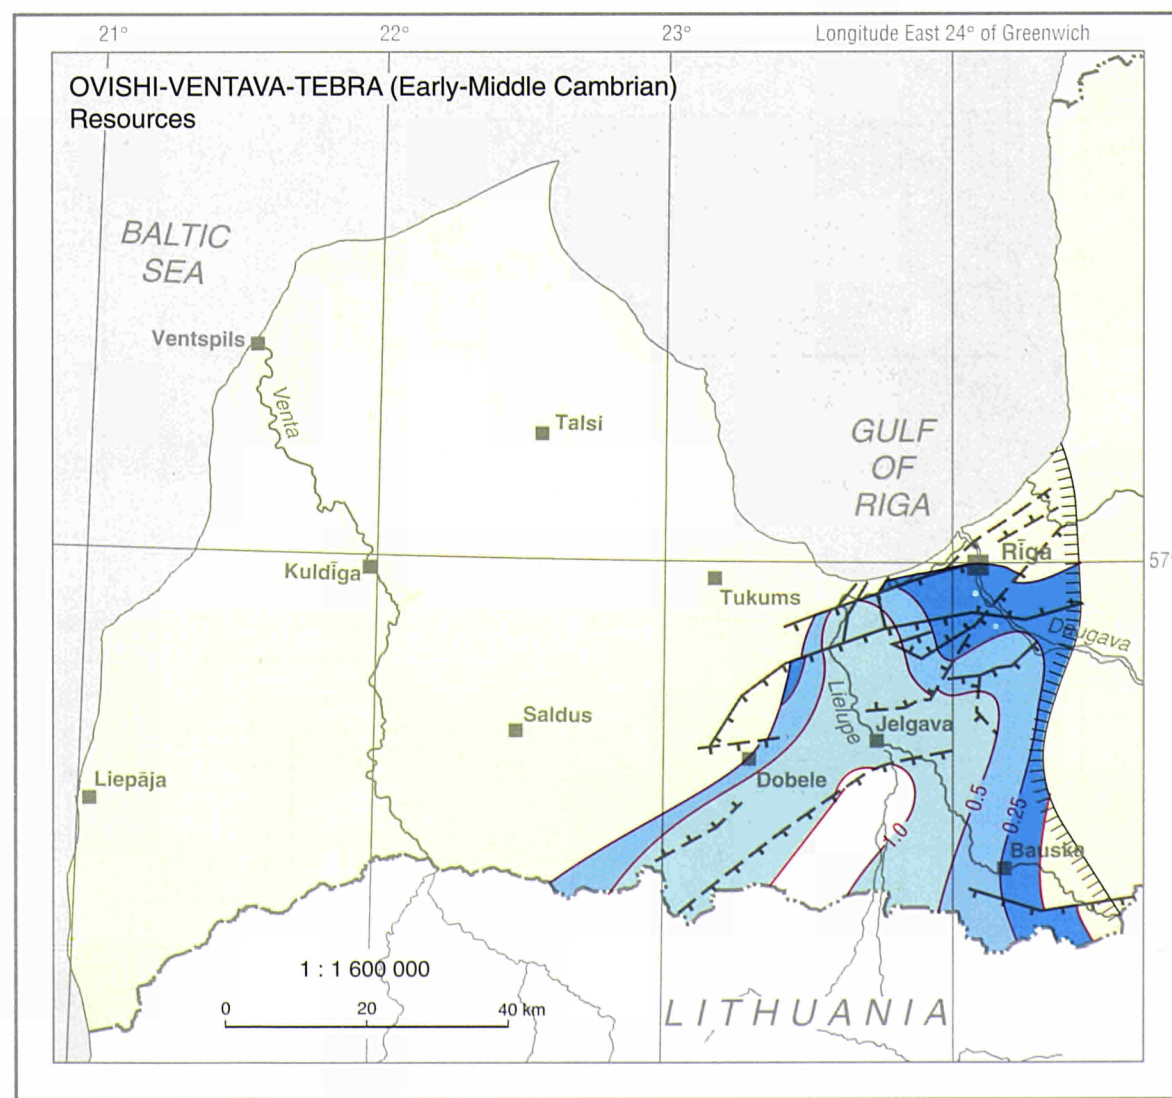 21°
22°
23°
Longitude East 24° of Greenwich
OVISHI-VENTAVA-TEBRA (Early-Middle Cambrian)
Resources
BALTIC
SEA
Ventspils
Venta
Talsi
GULF
OF
RIGA
Rīga
57°
Kuldīga
Tukums
Daugava
Lielupe
Saldus
Jelgava
Liepāja
Dobele
0.5
0.25
1.0
Bauska
1 : 1 600 000
0 20 40 km
LITHUANIA